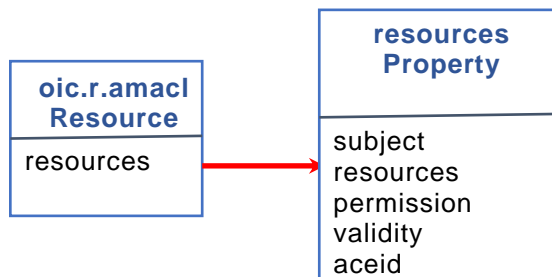 oic.r.amacl
Resource
resources
resources
Property
subject
resources
permission
validity
aceid